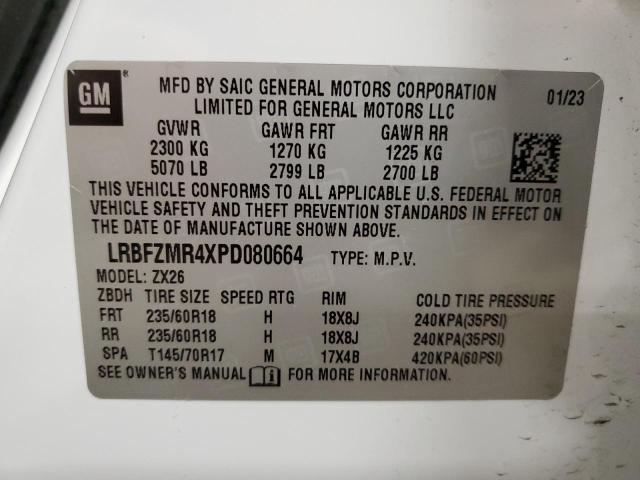 GM ®
MFD BY SAIC GENERAL MOTORS CORPORATION 01/23
LIMITED FOR GENERAL MOTORS LLC
GVWR GAWR FRT GAWR RR
2300 KG 1270 KG 1225 KG
5070 LB 2799 LB 2700 LB
THIS VEHICLE CONFORMS TO ALL APPLICABLE U.S. FEDERAL MOTOR
VEHICLE SAFETY AND THEFT PREVENTION STANDARDS IN EFFECT ON
THE DATE OF MANUFACTURE SHOWN ABOVE.
LRBFZMR4XPD080664 TYPE: M.P.V.
MODEL: ZX26
ZBDH TIRE SIZE SPEED RTG RIM COLD TIRE PRESSURE
FRT 235/60R18 H 18X8J 240KPA(35PSI)
RR 235/60R18 H 18X8J 240KPA(35PSI)
SPA T145/70R17 M 17X4B 420KPA(60PSI)
SEE OWNER'S MANUAL FOR MORE INFORMATION.